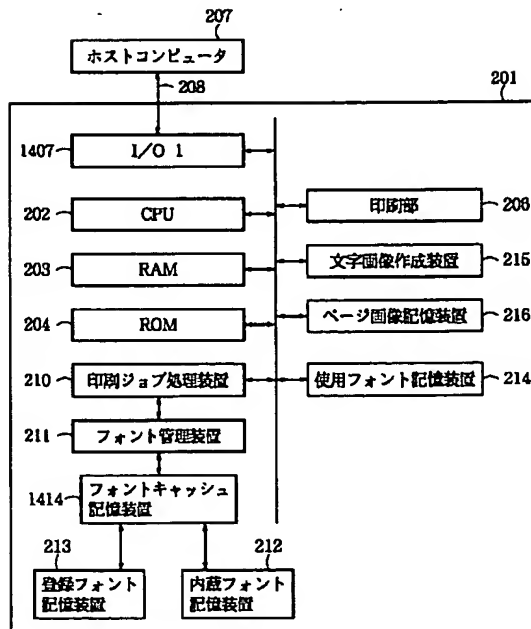 207
ホストコンピュータ
208
201
1407
I/O 1
202
CPU
印刷部
206
203
RAM
文字画像作成装置
215
204
ROM
ページ画像記憶装置
216
210
印刷ジョブ処理装置
使用フォント記憶装置
214
211
フォント管理装置
1414
フォントキャッシュ
記憶装置
213
212
登録フォント
記憶装置
内蔵フォント
記憶装置